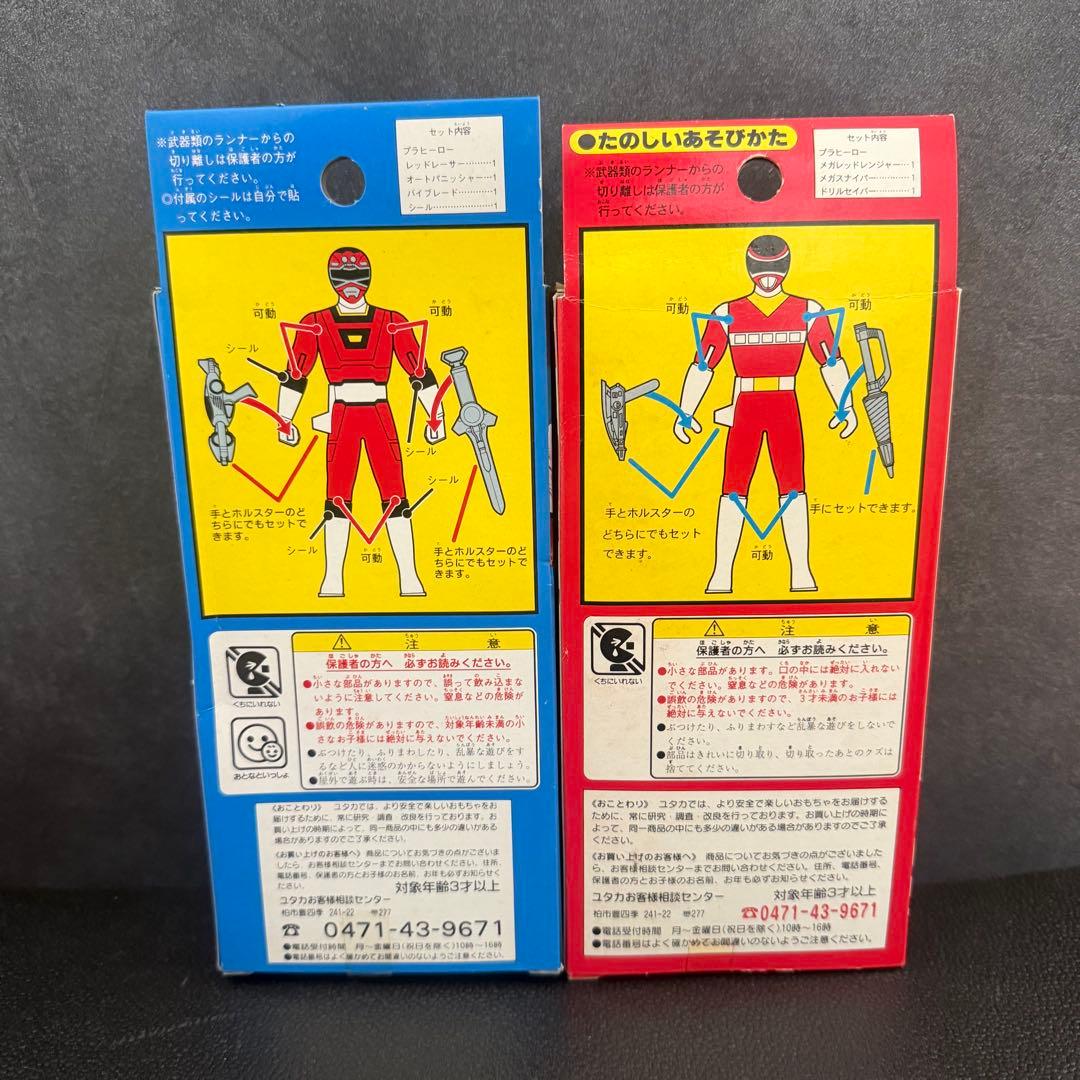 ※武器類のランナーからの
切り離しは保護者の方が
行ってください。
◎付属のシールは自分で貼
ってください。
セット内容
プラヒーロー
レッドレーサー………1
オートパニッシャー…1
バイブレード…………1
シール…………………1
可動
可動
シール
シール
手とホルスターのど
ちらにでもセットで
きます。
シール
可動
手とホルスターのど
ちらにでもセットで
きます。
くちにいれない
おとなといっしょ
注意
保護者の方へ 必ずお読みください。
●小さな部品がありますので、誤って飲み込まな
いように注意してください。窒息などの危険が
あります。
●誤飲の危険がありますので、対象年齢未満の小
さなお子様には絶対に与えないでください。
●ぶつけたり、ふりまわしたり、乱暴な遊びをす
るなど人に迷惑のかからないようにしましょう。
●屋外で遊ぶ時は、安全な場所で遊んでください。
《おことわり》 ユタカでは、より安全で楽しいおもちゃをお
届けするために、常に研究・調査・改良を行っております。お
買い上げの時期によって、同一商品の中にも多少の違いがある
場合がありますのでご了承ください。
《お買い上げのお客様へ》 商品についてお気づきの点がございま
したら、お客様相談センターまでお問い合わせください。住所、
電話番号、保護者の方とお子様のお名前、お年も必ずお知らせく
ださい。
対象年齢3才以上
ユタカお客様相談センター
柏市豊四季 241-22 〒277
☎ 0471-43-9671
●電話受付時間 月〜金曜日(祝日を除く)10時〜16時
●電話番号はよく確かめてお間違いのないようご注意ください。
●たのしいあそびかた
※武器類のランナーからの
切り離しは保護者の方が
行ってください。
セット内容
プラヒーロー
メガレッドレンジャー…1
メガスナイパー…………1
ドリルセイバー…………1
可動
可動
手とホルスターの
どちらにでもセット
できます。
手にセットできます。
可動
くちにいれない
注意
保護者の方へ 必ずお読みください。
●小さな部品があります。口の中には絶対に入れない
でください。窒息などの危険があります。
●誤飲の危険がありますので、3才未満のお子様には
絶対に与えないでください。
●ぶつけたり、ふりまわすなど乱暴な遊びをしないで
ください。
●部品はきれいに切り取り、切り取ったあとのクズは
捨ててください。
《おことわり》 ユタカでは、より安全で楽しいおもちゃをお届けする
ために、常に研究・調査・改良を行っております。お買い上げの時期に
よって、同一商品の中にも多少の違いがある場合がありますのでご了承
ください。
《お買い上げのお客様へ》 商品についてお気づきの点がございました
ら、お客様相談センターまでお問い合わせください。住所、電話番号、
保護者の方とお子様のお名前、お年も必ずお知らせください。
対象年齢3才以上
ユタカお客様相談センター
柏市豊四季 241-22 〒277
☎0471-43-9671
●電話受付時間 月〜金曜日(祝日を除く)10時〜16時
●電話番号はよく確かめてお間違いのないようご注意ください。